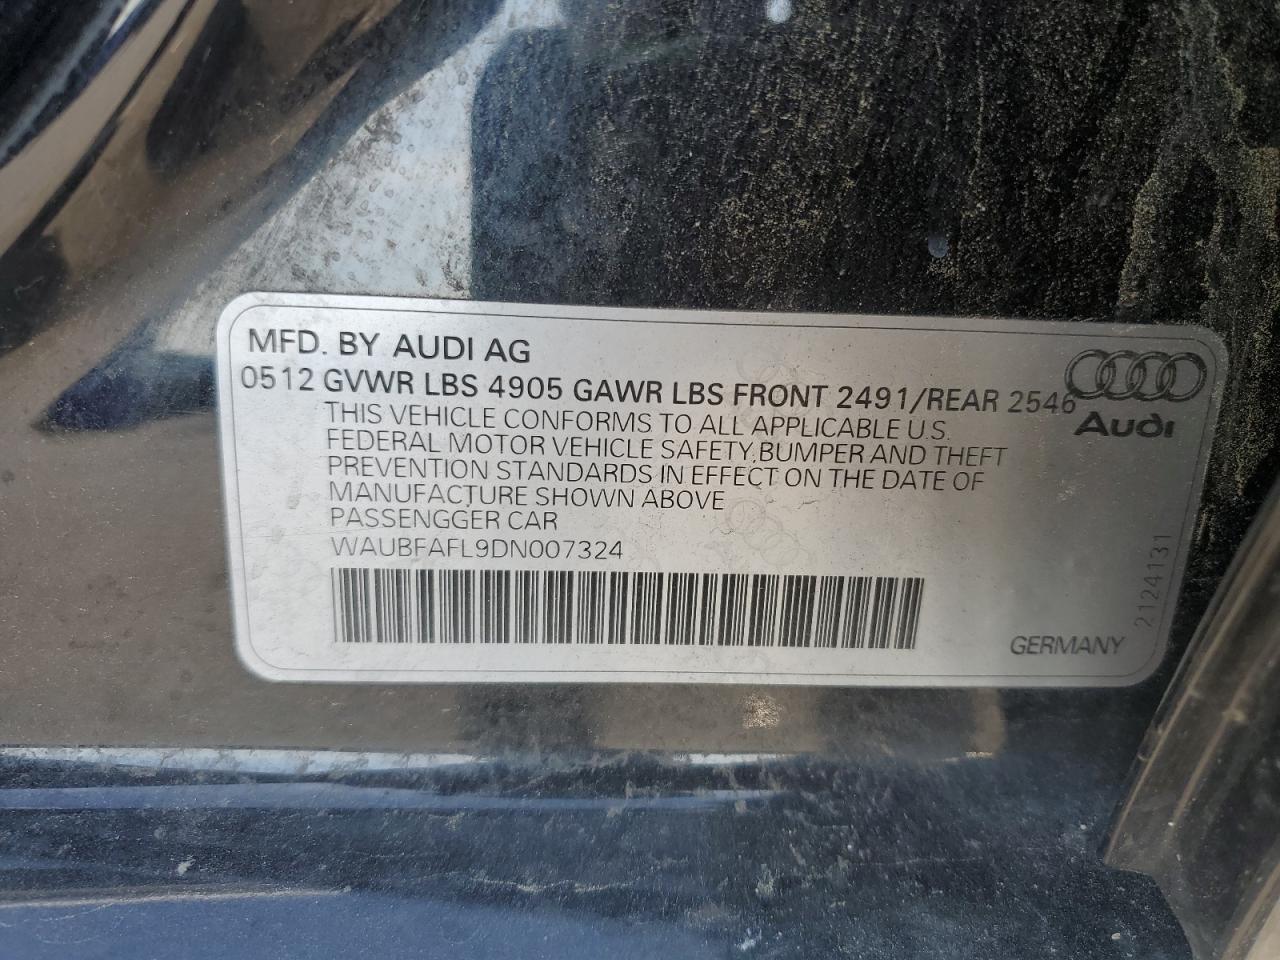 MFD. BY AUDI AG
0512 GVWR LBS 4905 GAWR LBS FRONT 2491/REAR 2546
Audi
THIS VEHICLE CONFORMS TO ALL APPLICABLE U.S.
FEDERAL MOTOR VEHICLE SAFETY,BUMPER AND THEFT
PREVENTION STANDARDS IN EFFECT ON THE DATE OF
MANUFACTURE SHOWN ABOVE
PASSENGGER CAR
WAUBFAFL9DN007324
2124131
GERMANY